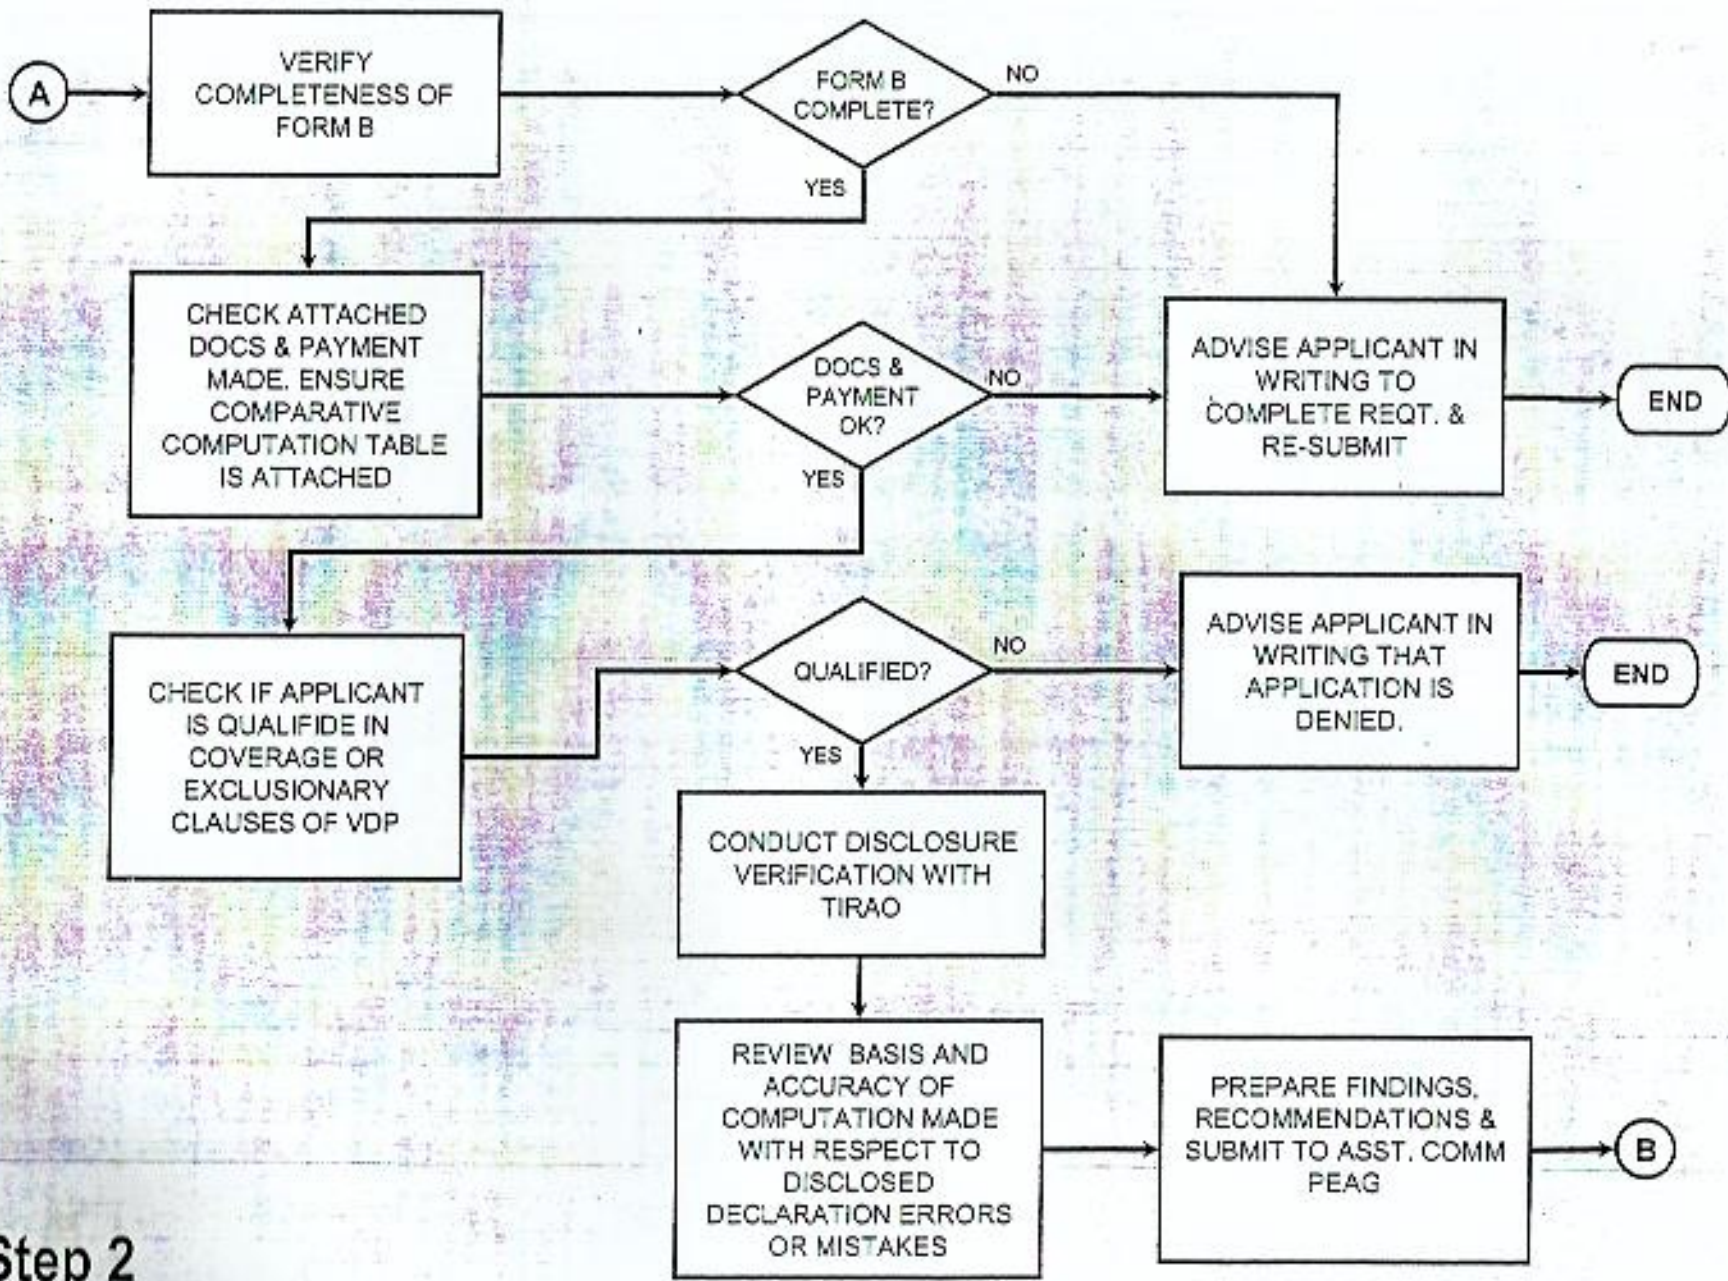 A
VERIFY
COMPLETENESS OF
FORM B
FORM B
COMPLETE?
NO
YES
CHECK ATTACHED
DOCS & PAYMENT
MADE. ENSURE
COMPARATIVE
COMPUTATION TABLE
IS ATTACHED
DOCS &
PAYMENT
OK?
NO
YES
ADVISE APPLICANT IN
WRITING TO
COMPLETE REQT. &
RE-SUBMIT
END
CHECK IF APPLICANT
IS QUALIFIDE IN
COVERAGE OR
EXCLUSIONARY
CLAUSES OF VDP
QUALIFIED?
NO
YES
ADVISE APPLICANT IN
WRITING THAT
APPLICATION IS
DENIED.
END
CONDUCT DISCLOSURE
VERIFICATION WITH
TIRAO
REVIEW BASIS AND
ACCURACY OF
COMPUTATION MADE
WITH RESPECT TO
DISCLOSED
DECLARATION ERRORS
OR MISTAKES
PREPARE FINDINGS,
RECOMMENDATIONS &
SUBMIT TO ASST. COMM
PEAG
B
Step 2